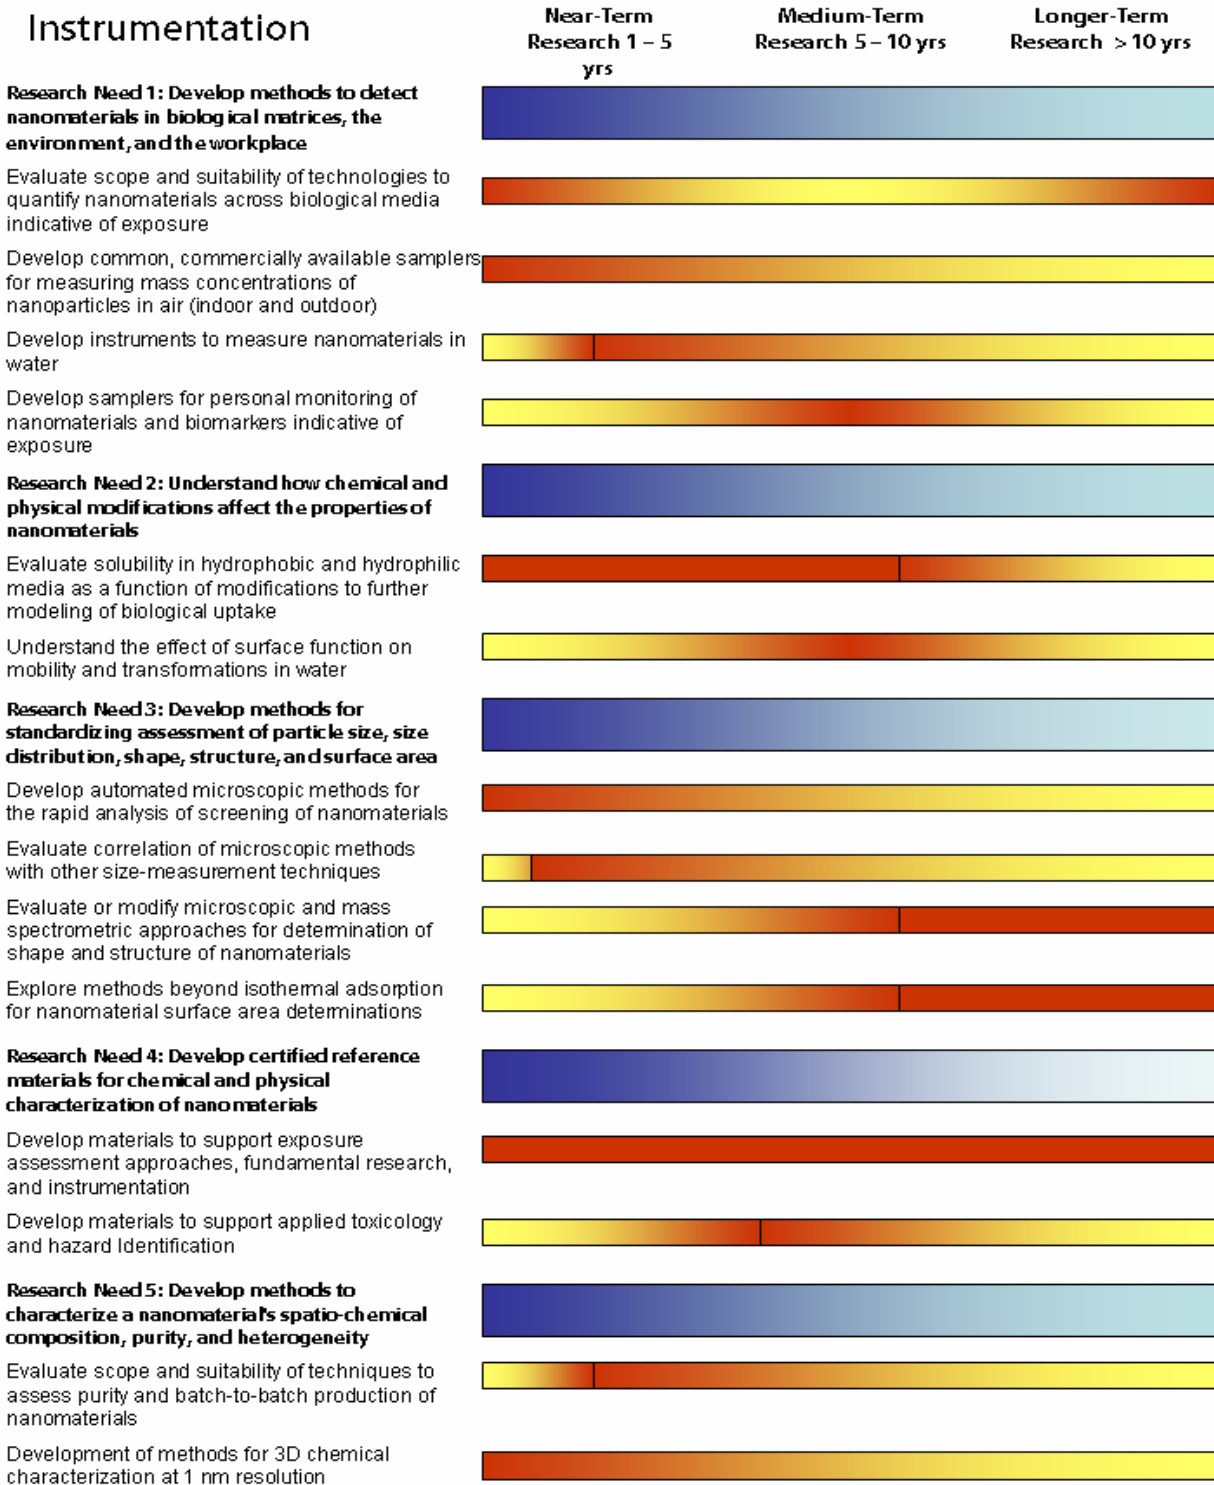 Instrumentation
Near-Term
Research 1 – 5
yrs
Medium-Term
Research 5 – 10 yrs
Longer-Term
Research > 10 yrs
Research Need 1: Develop methods to detect
nanomaterials in biological matrices, the
environment, and the workplace
Evaluate scope and suitability of technologies to
quantify nanomaterials across biological media
indicative of exposure
Develop common, commercially available samplers
for measuring mass concentrations of
nanoparticles in air (indoor and outdoor)
Develop instruments to measure nanomaterials in
water
Develop samplers for personal monitoring of
nanomaterials and biomarkers indicative of
exposure
Research Need 2: Understand how chemical and
physical modifications affect the properties of
nanomaterials
Evaluate solubility in hydrophobic and hydrophilic
media as a function of modifications to further
modeling of biological uptake
Understand the effect of surface function on
mobility and transformations in water
Research Need 3: Develop methods for
standardizing assessment of particle size, size
distribution, shape, structure, and surface area
Develop automated microscopic methods for
the rapid analysis of screening of nanomaterials
Evaluate correlation of microscopic methods
with other size-measurement techniques
Evaluate or modify microscopic and mass
spectrometric approaches for determination of
shape and structure of nanomaterials
Explore methods beyond isothermal adsorption
for nanomaterial surface area determinations
Research Need 4: Develop certified reference
materials for chemical and physical
characterization of nanomaterials
Develop materials to support exposure
assessment approaches, fundamental research,
and instrumentation
Develop materials to support applied toxicology
and hazard Identification
Research Need 5: Develop methods to
characterize a nanomaterial's spatio-chemical
composition, purity, and heterogeneity
Evaluate scope and suitability of techniques to
assess purity and batch-to-batch production of
nanomaterials
Development of methods for 3D chemical
characterization at 1 nm resolution